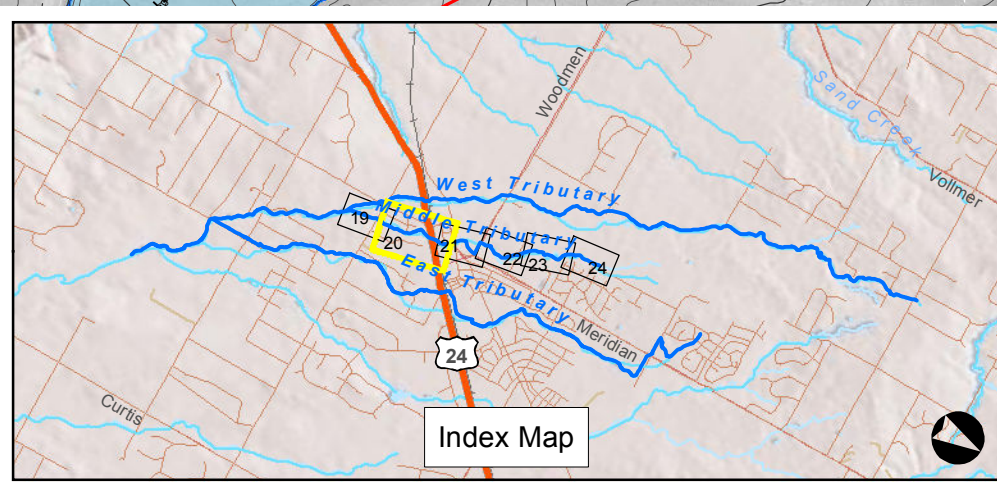 Woodmen
Sand Creek
Vollmer
West Tributary
Middle Tributary
19
20
21
22
23
24
East Tributary
Meridian
24
Curtis
Index Map